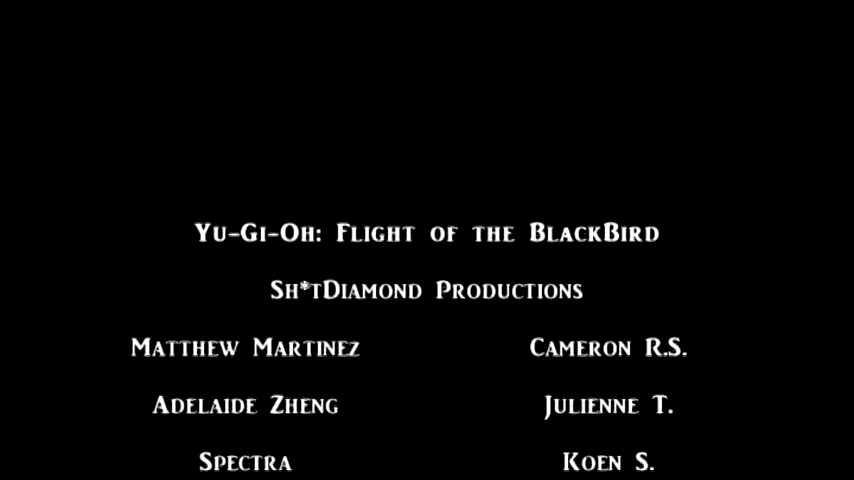 Yu-Gi-Oh: Flight of the BlackBird
Sh*tDiamond Productions
Matthew Martinez Cameron R.S.
Adelaide Zheng Julienne T.
Spectra Koen S.